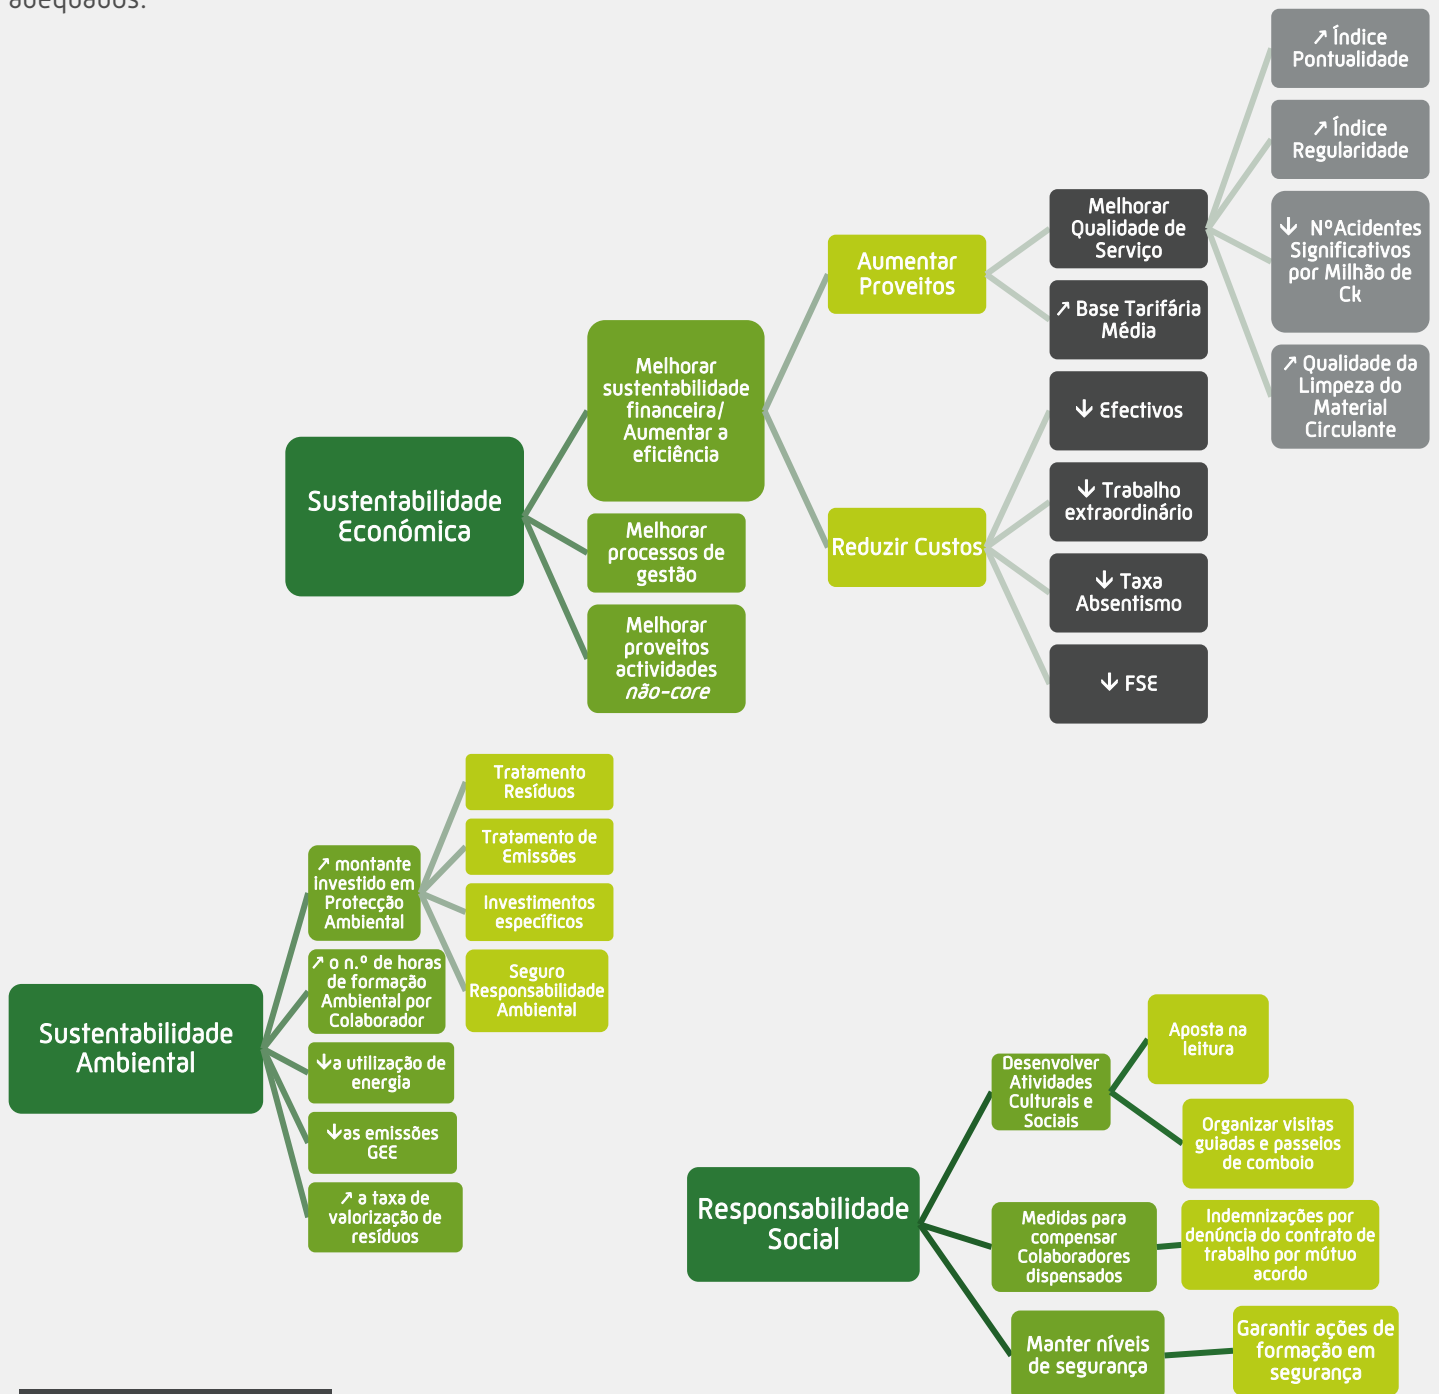 adequados.
↗ Índice
Pontualidade
↗ Índice
Regularidade
↓ NºAcidentes
Significativos
por Milhão de
Ck
↗ Qualidade da
Limpeza do
Material
Circulante
Melhorar
Qualidade de
Serviço
↗ Base Tarifária
Média
Aumentar
Proveitos
↓ Efectivos
↓ Trabalho
extraordinário
↓ Taxa
Absentismo
↓ FSE
Reduzir Custos
Melhorar
sustentabilidade
financeira/
Aumentar a
eficiência
Melhorar
processos de
gestão
Melhorar
proveitos
actividades
não-core
Sustentabilidade
Económica
Tratamento
Resíduos
Tratamento de
Emissões
Investimentos
específicos
Seguro
Responsabilidade
Ambiental
↗ montante
investido em
Protecção
Ambiental
↗ o n.º de horas
de formação
Ambiental por
Colaborador
↓a utilização de
energia
↓as emissões
GEE
↗ a taxa de
valorização de
resíduos
Sustentabilidade
Ambiental
Aposta na
leitura
Organizar visitas
guiadas e passeios
de comboio
Desenvolver
Atividades
Culturais e
Sociais
Responsabilidade
Social
Medidas para
compensar
Colaboradores
dispensados
Indemnizações por
denúncia do contrato de
trabalho por mútuo
acordo
Manter níveis
de segurança
Garantir ações de
formação em
segurança